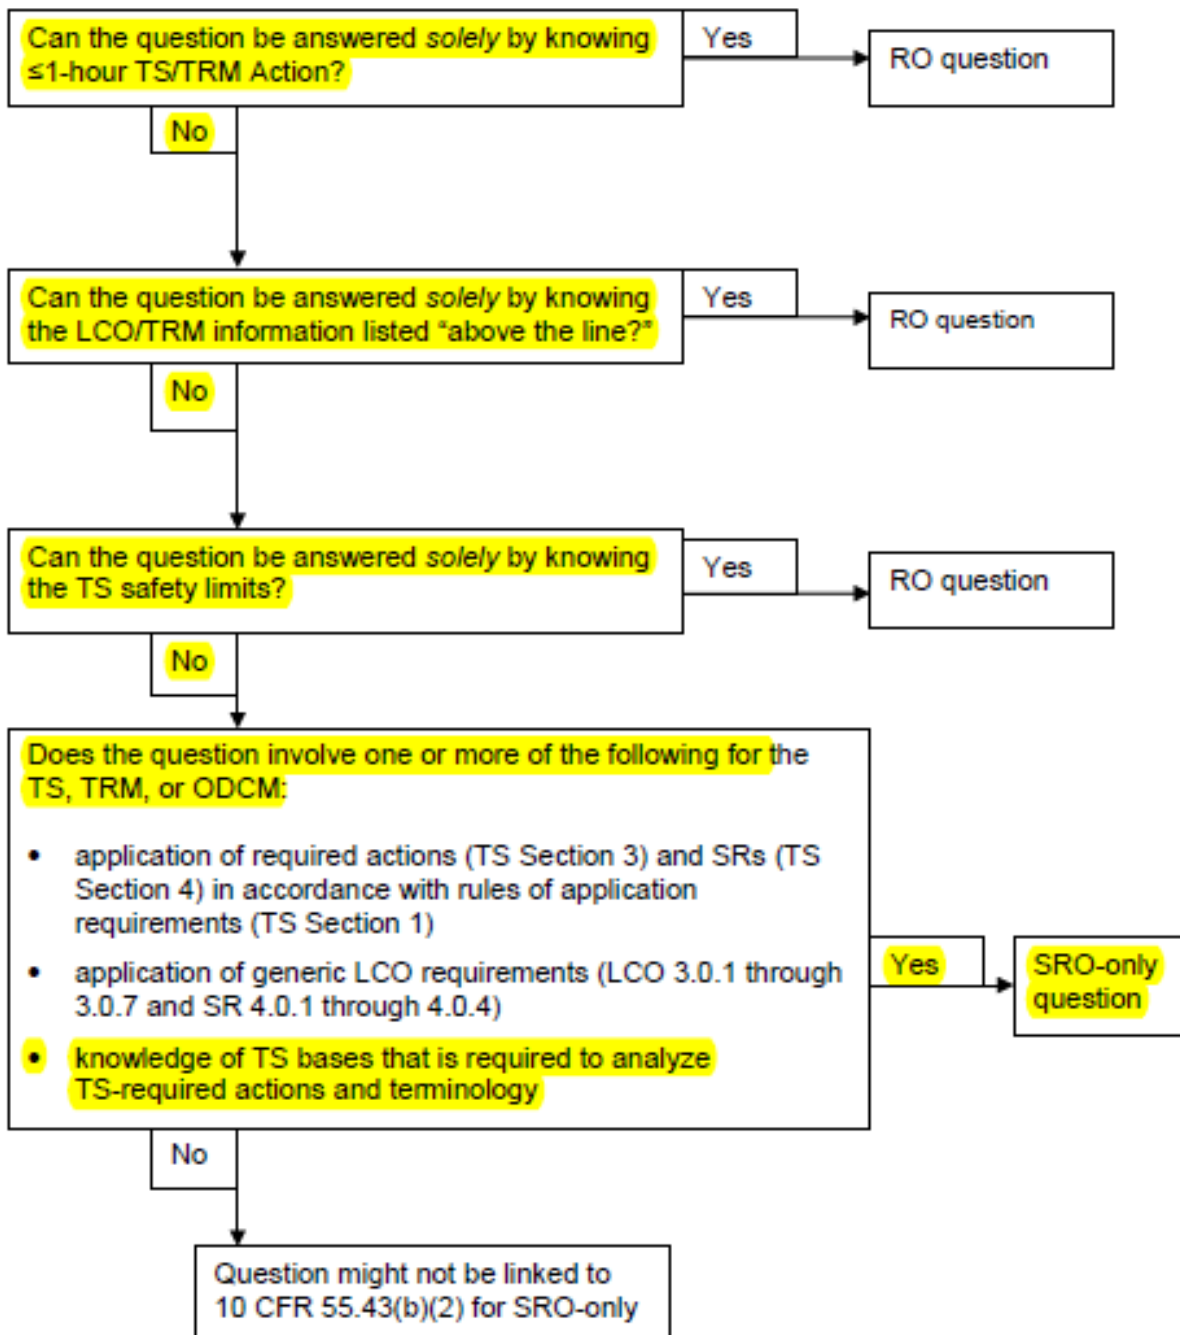 Can the question be answered solely by knowing
≤1-hour TS/TRM Action?
Yes
RO question
No
Can the question be answered solely by knowing
the LCO/TRM information listed “above the line?”
Yes
RO question
No
Can the question be answered solely by knowing
the TS safety limits?
Yes
RO question
No
Does the question involve one or more of the following for the
TS, TRM, or ODCM:
• application of required actions (TS Section 3) and SRs (TS
Section 4) in accordance with rules of application
requirements (TS Section 1)
• application of generic LCO requirements (LCO 3.0.1 through
3.0.7 and SR 4.0.1 through 4.0.4)
• knowledge of TS bases that is required to analyze
TS-required actions and terminology
Yes
SRO-only
question
No
Question might not be linked to
10 CFR 55.43(b)(2) for SRO-only